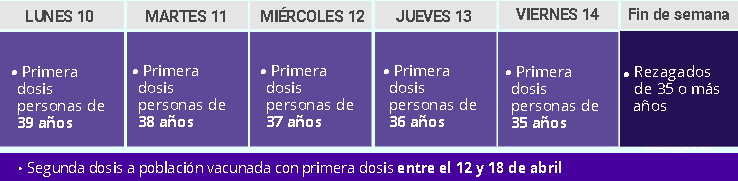 LUNES 10
MARTES 11
MIÉRCOLES 12
JUEVES 13
VIERNES 14
Fin de semana
• Primera
dosis
personas de
39 años
• Primera
dosis
personas de
38 años
• Primera
dosis
personas de
37 años
• Primera
dosis
personas de
36 años
• Primera
dosis
personas de
35 años
• Rezagados
de 35 o más
años
• Segunda dosis a población vacunada con primera dosis entre el 12 y 18 de abril